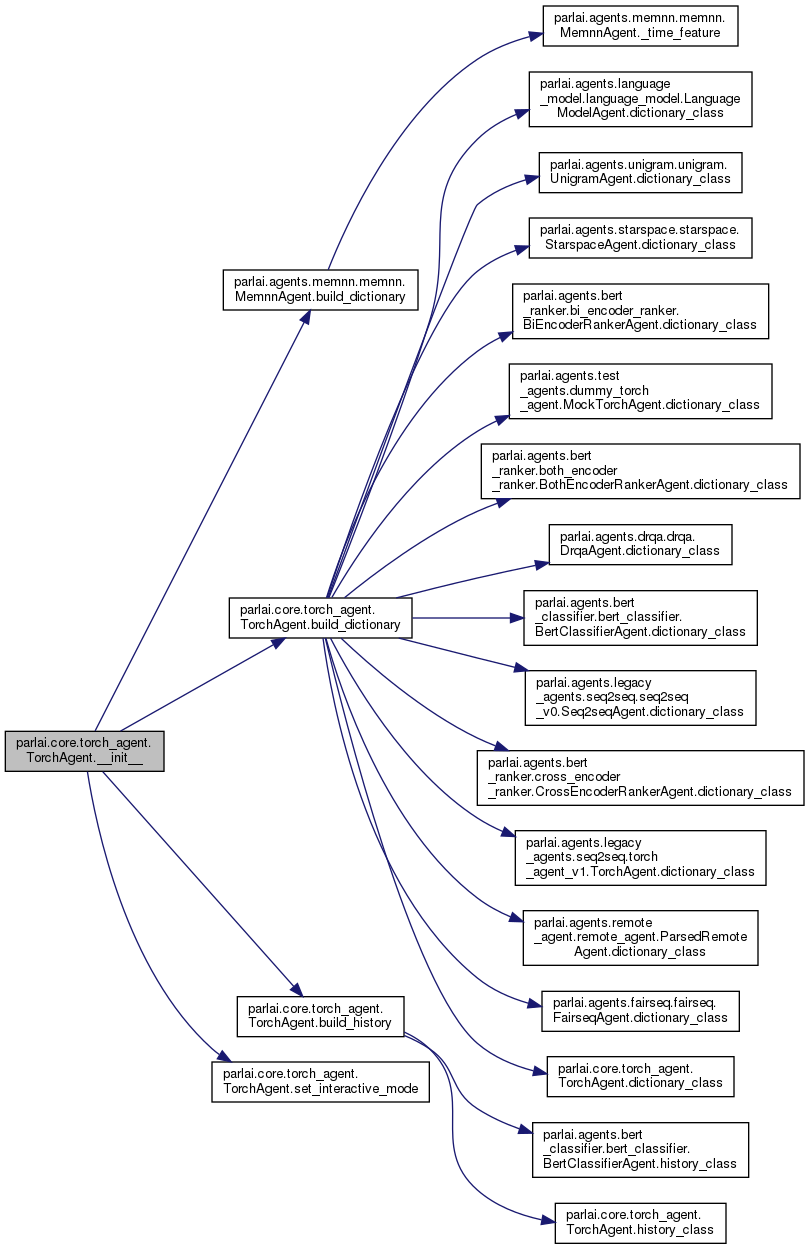 parlai.core.torch_agent.
TorchAgent.__init__
parlai.agents.memnn.memnn.
MemnnAgent.build_dictionary
parlai.core.torch_agent.
TorchAgent.build_dictionary
parlai.core.torch_agent.
TorchAgent.build_history
parlai.core.torch_agent.
TorchAgent.set_interactive_mode
parlai.agents.memnn.memnn.
MemnnAgent._time_feature
parlai.agents.language
_model.language_model.Language
ModelAgent.dictionary_class
parlai.agents.unigram.unigram.
UnigramAgent.dictionary_class
parlai.agents.starspace.starspace.
StarspaceAgent.dictionary_class
parlai.agents.bert
_ranker.bi_encoder_ranker.
BiEncoderRankerAgent.dictionary_class
parlai.agents.test
_agents.dummy_torch
_agent.MockTorchAgent.dictionary_class
parlai.agents.bert
_ranker.both_encoder
_ranker.BothEncoderRankerAgent.dictionary_class
parlai.agents.drqa.drqa.
DrqaAgent.dictionary_class
parlai.agents.bert
_classifier.bert_classifier.
BertClassifierAgent.dictionary_class
parlai.agents.legacy
_agents.seq2seq.seq2seq
_v0.Seq2seqAgent.dictionary_class
parlai.agents.bert
_ranker.cross_encoder
_ranker.CrossEncoderRankerAgent.dictionary_class
parlai.agents.legacy
_agents.seq2seq.torch
_agent_v1.TorchAgent.dictionary_class
parlai.agents.remote
_agent.remote_agent.ParsedRemote
Agent.dictionary_class
parlai.agents.fairseq.fairseq.
FairseqAgent.dictionary_class
parlai.core.torch_agent.
TorchAgent.dictionary_class
parlai.agents.bert
_classifier.bert_classifier.
BertClassifierAgent.history_class
parlai.core.torch_agent.
TorchAgent.history_class